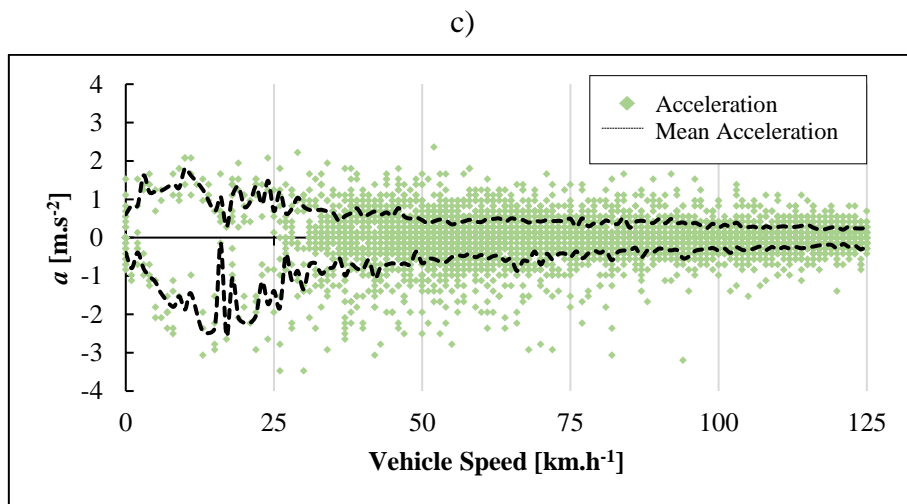 c)
4
3
2
1
0
-1
-2
-3
-4
a [m.s-2]
Acceleration
Mean Acceleration
0 25 50 75 100 125
Vehicle Speed [km.h-1]